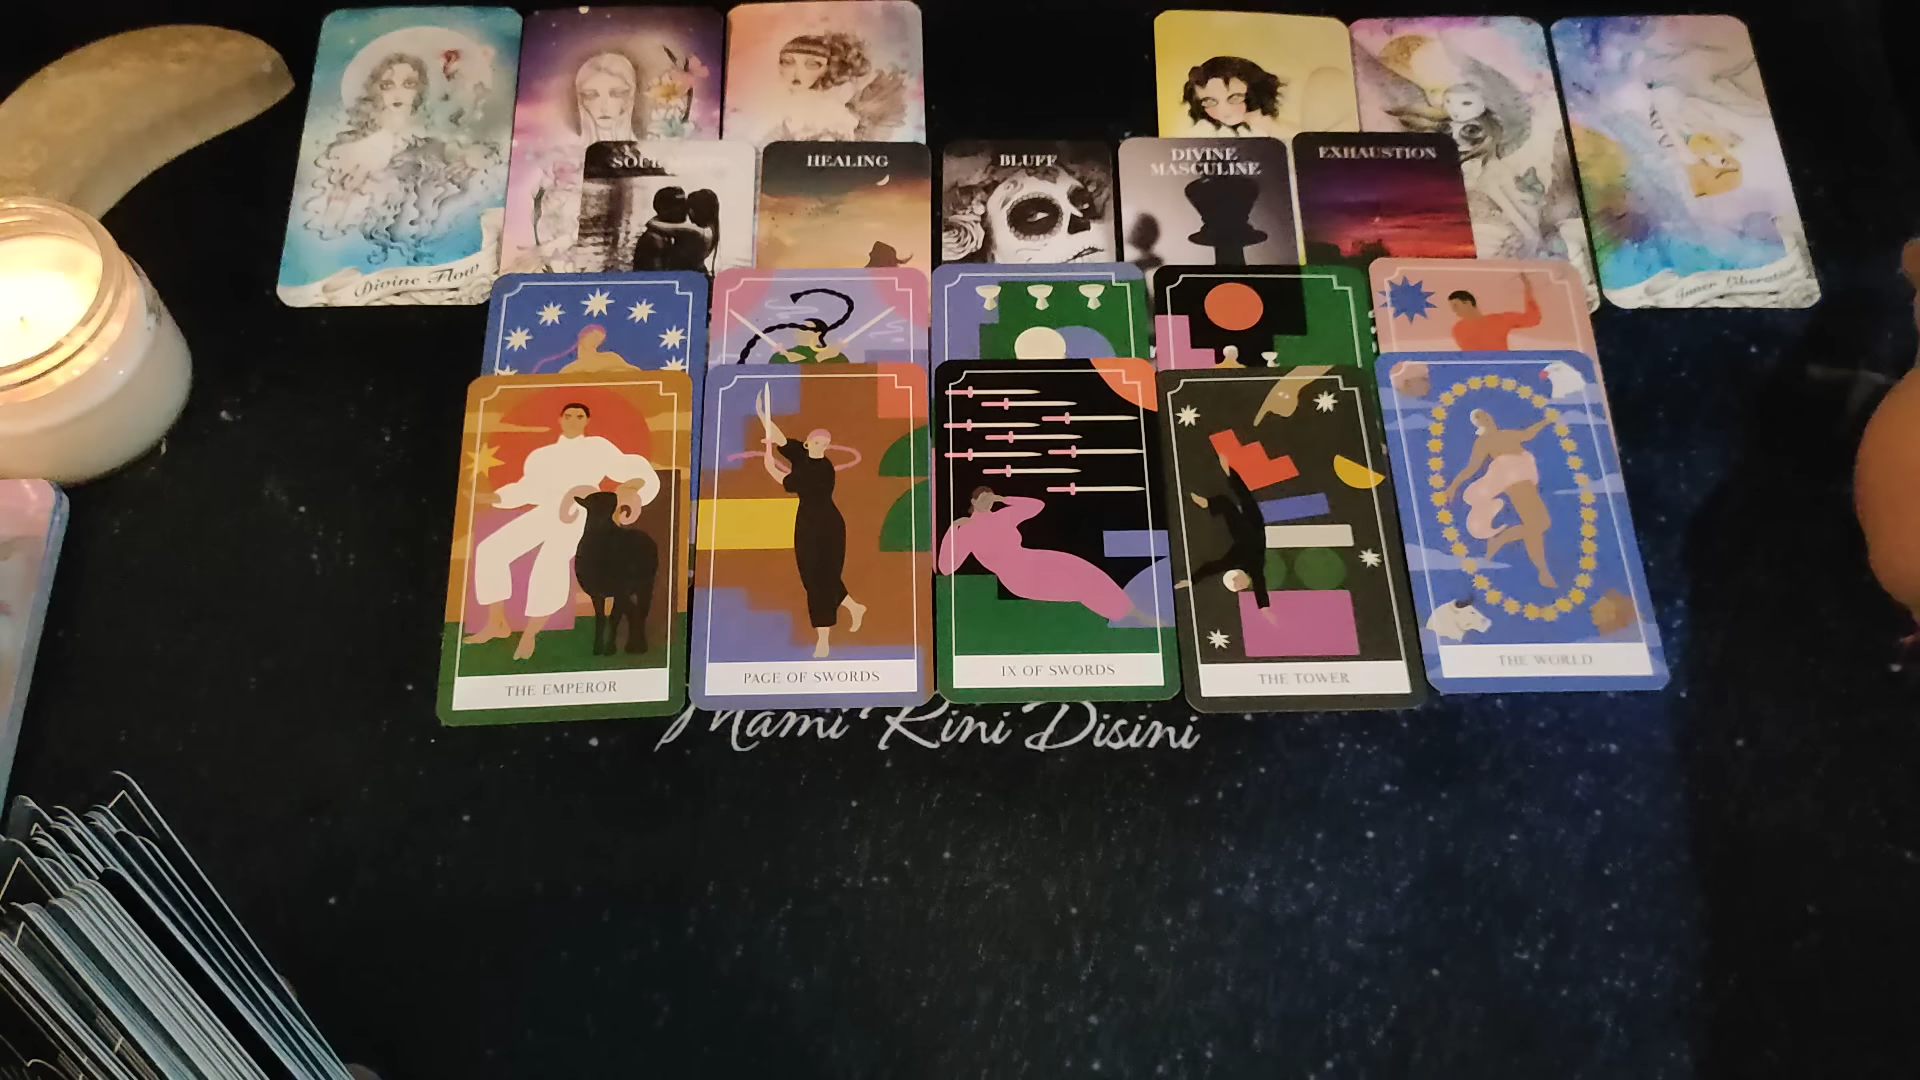 Divine Flow
Inner Liberation
HEALING
BLUFF
DIVINE
MASCULINE
EXHAUSTION
THE EMPEROR
PAGE OF SWORDS
IX OF SWORDS
THE TOWER
THE WORLD
Mami Rini Disini